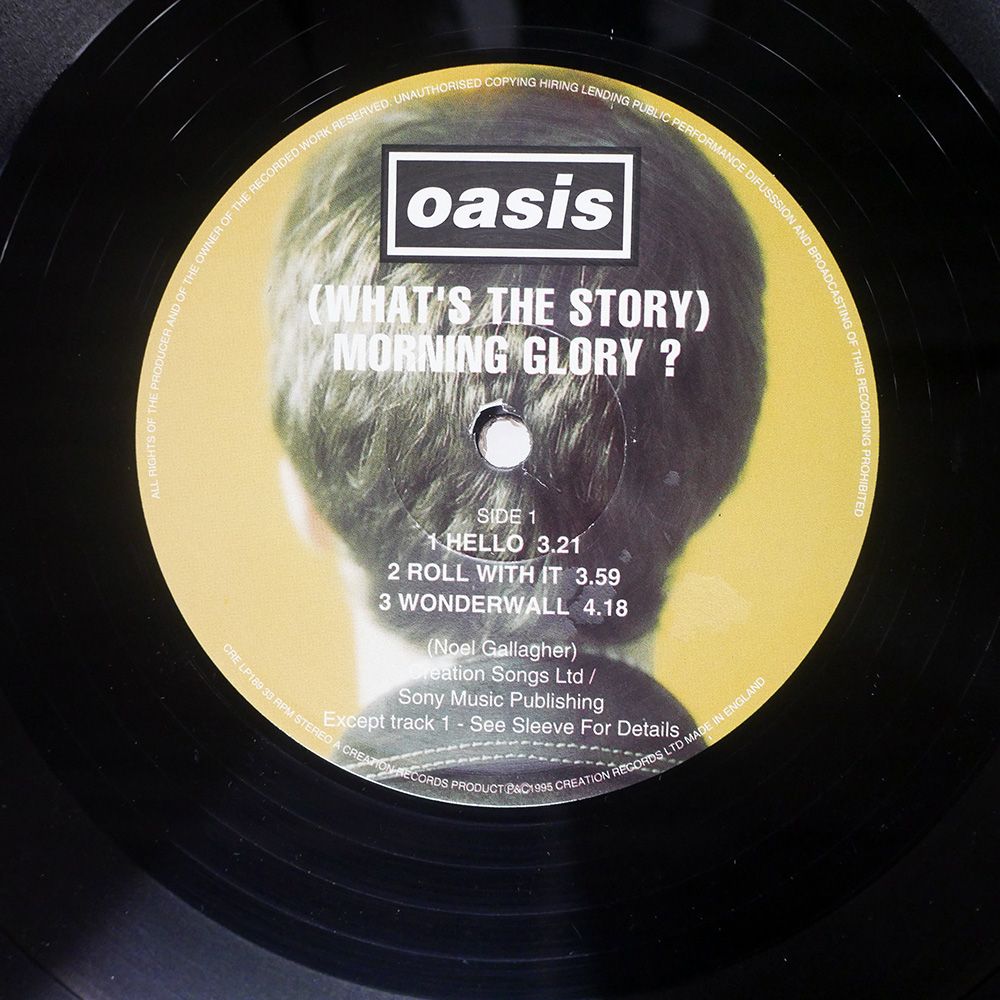 ALL RIGHTS OF THE PRODUCER AND OF THE OWNER OF THE RECORDED WORK RESERVED. UNAUTHORISED COPYING HIRING LENDING PUBLIC PERFORMANCE DIFUSSSION AND BROADCASTING OF THIS RECORDING PROHIBITED
oasis
(WHAT'S THE STORY)
MORNING GLORY ?
SIDE 1
1 HELLO 3.21
2 ROLL WITH IT 3.59
3 WONDERWALL 4.18
(Noel Gallagher)
Creation Songs Ltd /
Sony Music Publishing
Except track 1 - See Sleeve For Details
CRE LP189 33 RPM STEREO A CREATION RECORDS PRODUCT ℗&©1995 CREATION RECORDS LTD MADE IN ENGLAND